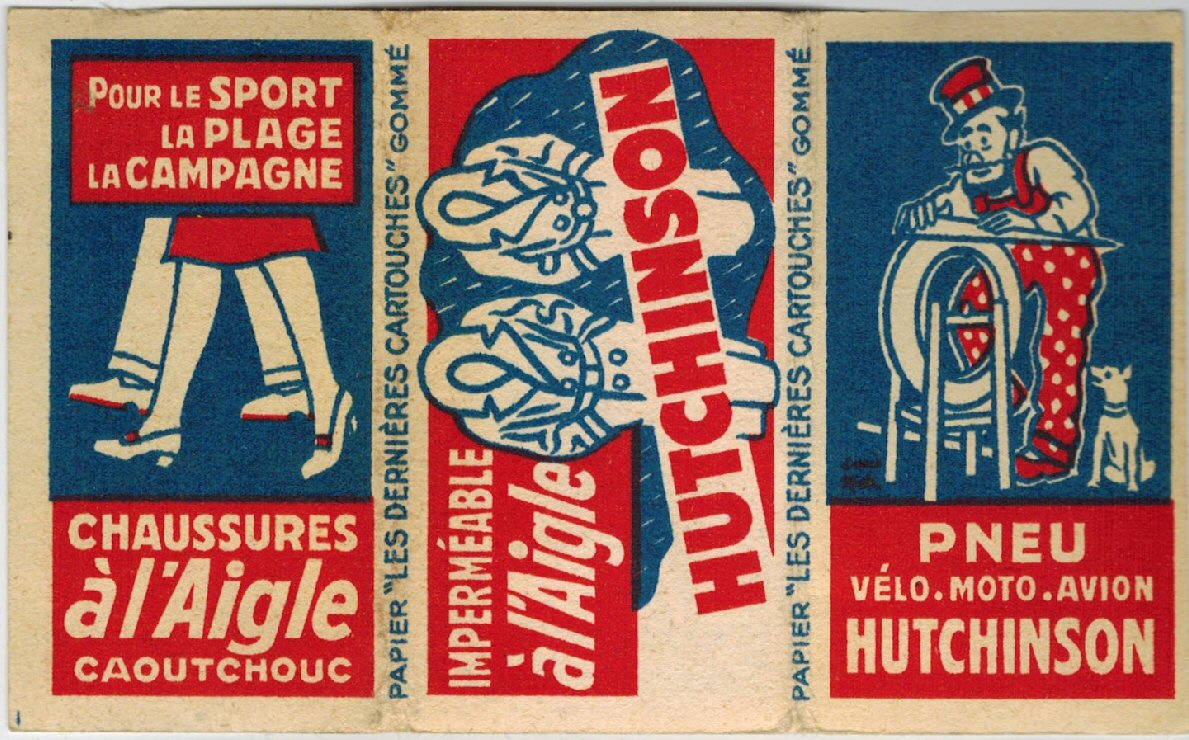 POUR LE SPORT
LA PLAGE
LA CAMPAGNE
CHAUSSURES
à l'Aigle
CAOUTCHOUC
PAPIER "LES DERNIÈRES CARTOUCHES" GOMMÉ
IMPERMÉABLE
à l'Aigle
HUTCHINSON
PAPIER "LES DERNIÈRES CARTOUCHES" GOMMÉ
PNEU
VÉLO.MOTO.AVION
HUTCHINSON